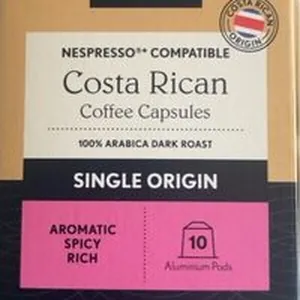 COSTA RICAN
ORIGIN
NESPRESSO®* COMPATIBLE
Costa Rican
Coffee Capsules
100% ARABICA DARK ROAST
SINGLE ORIGIN
AROMATIC
SPICY
RICH
10
Aluminium Pods